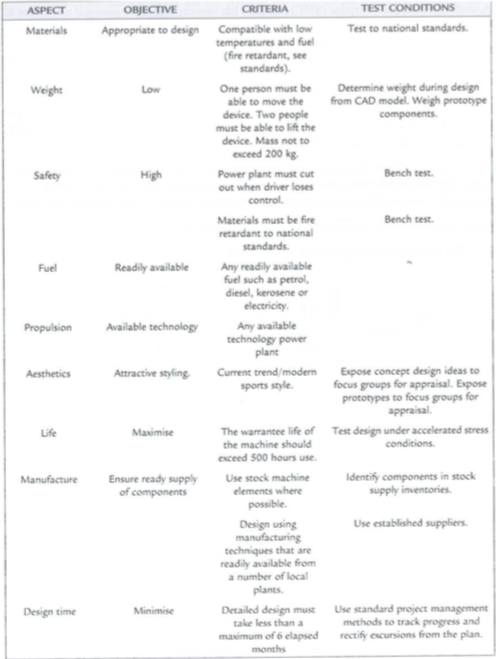 ASPECT OBJECTIVE CRITERIA TEST CONDITIONS
Materials Appropriate to design Compatible with low Test to national standards.
temperatures and fuel
(fire retardant, see
standards).
Weight Low One person must be Determine weight during design
able to move the from CAD model. Weigh prototype
device. Two people components.
must be able to lift the
device. Mass not to
exceed 200 kg.
Safety High Power plant must cut Bench test.
out when driver loses
control.
Materials must be fire Bench test.
retardant to national
standards.
Fuel Readily available Any readily available
fuel such as petrol,
diesel, kerosene or
electricity.
Propulsion Available technology Any available
technology power
plant
Aesthetics Attractive styling. Current trend/modern Expose concept design ideas to
sports style. focus groups for appraisal. Expose
prototypes to focus groups for
appraisal.
Life Maximise The warrantee life of Test design under accelerated stress
the machine should conditions.
exceed 500 hours use.
Manufacture Ensure ready supply Use stock machine Identify components in stock
of components elements where supply inventories.
possible.
Design using Use established suppliers.
manufacturing
techniques that are
readily available from
a number of local
plants.
Design time Minimise Detailed design must Use standard project management
take less than a methods to track progress and
maximum of 6 elapsed rectify excursions from the plan.
months